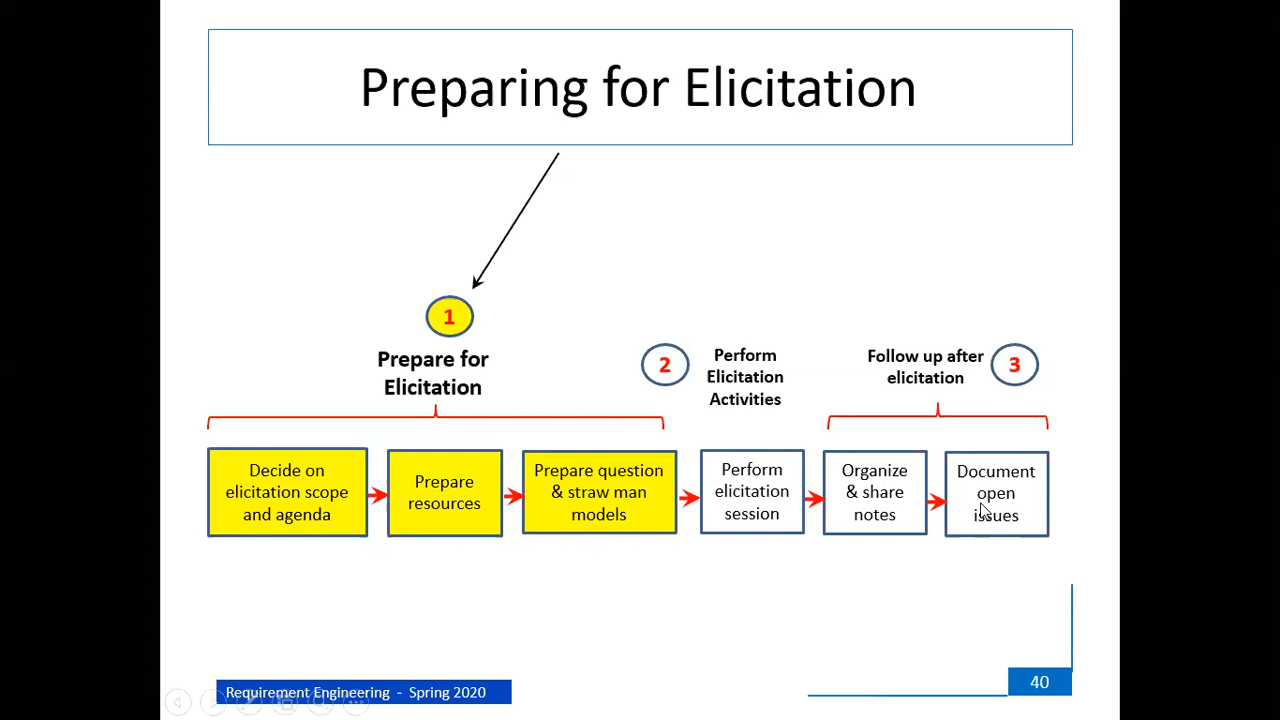 Preparing for Elicitation
1
Prepare for
Elicitation
2
Perform
Elicitation
Activities
Follow up after
elicitation
3
Decide on
elicitation scope
and agenda
Prepare
resources
Prepare question
& straw man
models
Perform
elicitation
session
Organize
& share
notes
Document
open
issues
Requirement Engineering - Spring 2020
40